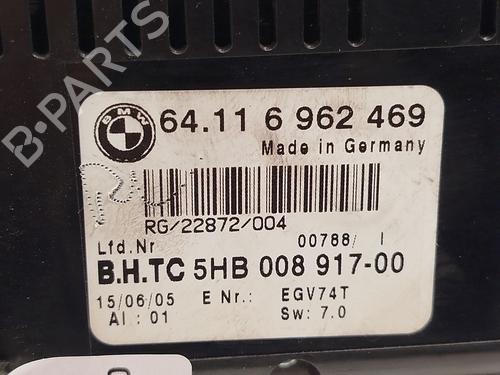 B-PARTS
BMW
64.11 6 962 469
Made in Germany
RG/22872/004
Lfd.Nr 00788/ I
B.H.TC 5HB 008 917-00
15/06/05 E Nr.: EGV74T
AI : 01 Sw: 7.0